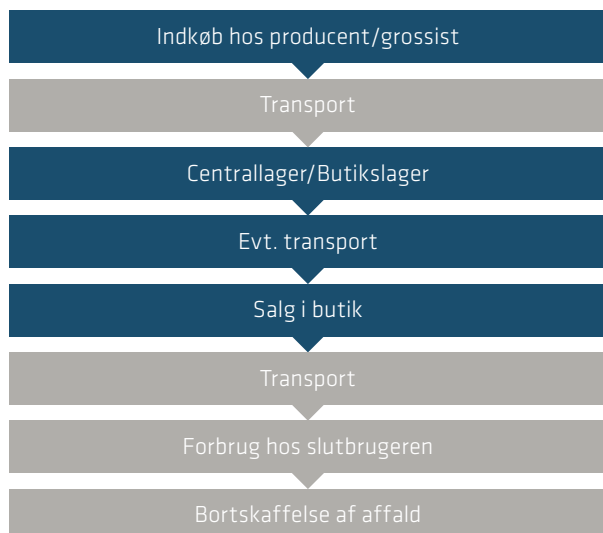 Indkøb hos producent/grossist
Transport
Centrallager/Butikslager
Evt. transport
Salg i butik
Transport
Forbrug hos slutbrugeren
Bortskaffelse af affald